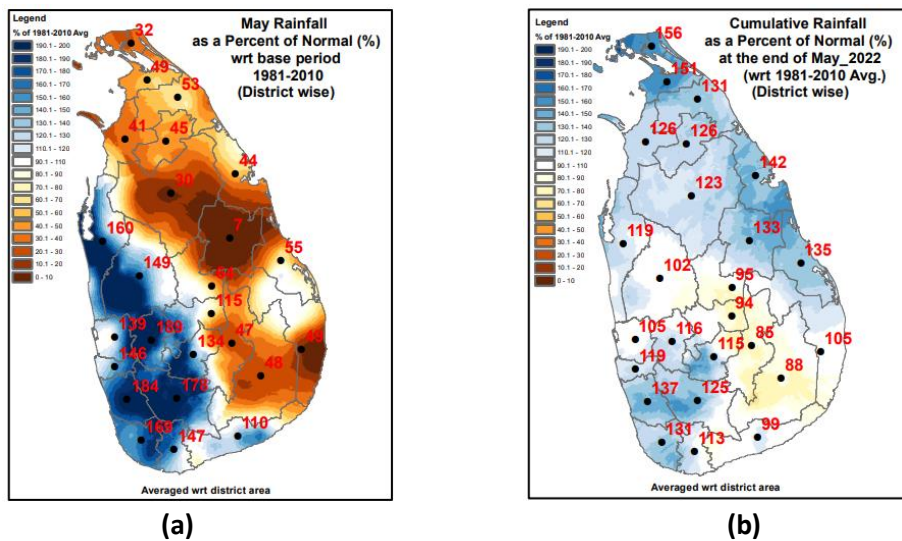 Legend
% of 1981-2010 Avg
190.1 - 200
180.1 - 190
170.1 - 180
160.1 - 170
150.1 - 160
140.1 - 150
130.1 - 140
120.1 - 130
110.1 - 120
90.1 - 110
80.1 - 90
70.1 - 80
60.1 - 70
50.1 - 60
40.1 - 50
30.1 - 40
20.1 - 30
10.1 - 20
0 - 10
May Rainfall
as a Percent of Normal (%)
wrt base period
1981-2010
(District wise)
32
49
53
41
45
44
30
7
160
55
149
115
139
189
134
47
146
48
184
178
110
169
147
Averaged wrt district area
(a)
Legend
% of 1981-2010 Avg
190.1 - 200
180.1 - 190
170.1 - 180
160.1 - 170
150.1 - 160
140.1 - 150
130.1 - 140
120.1 - 130
110.1 - 120
90.1 - 110
80.1 - 90
70.1 - 80
60.1 - 70
50.1 - 60
40.1 - 50
30.1 - 40
20.1 - 30
10.1 - 20
0 - 10
Cumulative Rainfall
as a Percent of Normal (%)
at the end of May_2022
(wrt 1981-2010 Avg.)
(District wise)
156
151
131
126
126
142
123
133
119
135
102
95
94
105
116
85
105
115
119
88
137
125
131
113
99
Averaged wrt district area
(b)